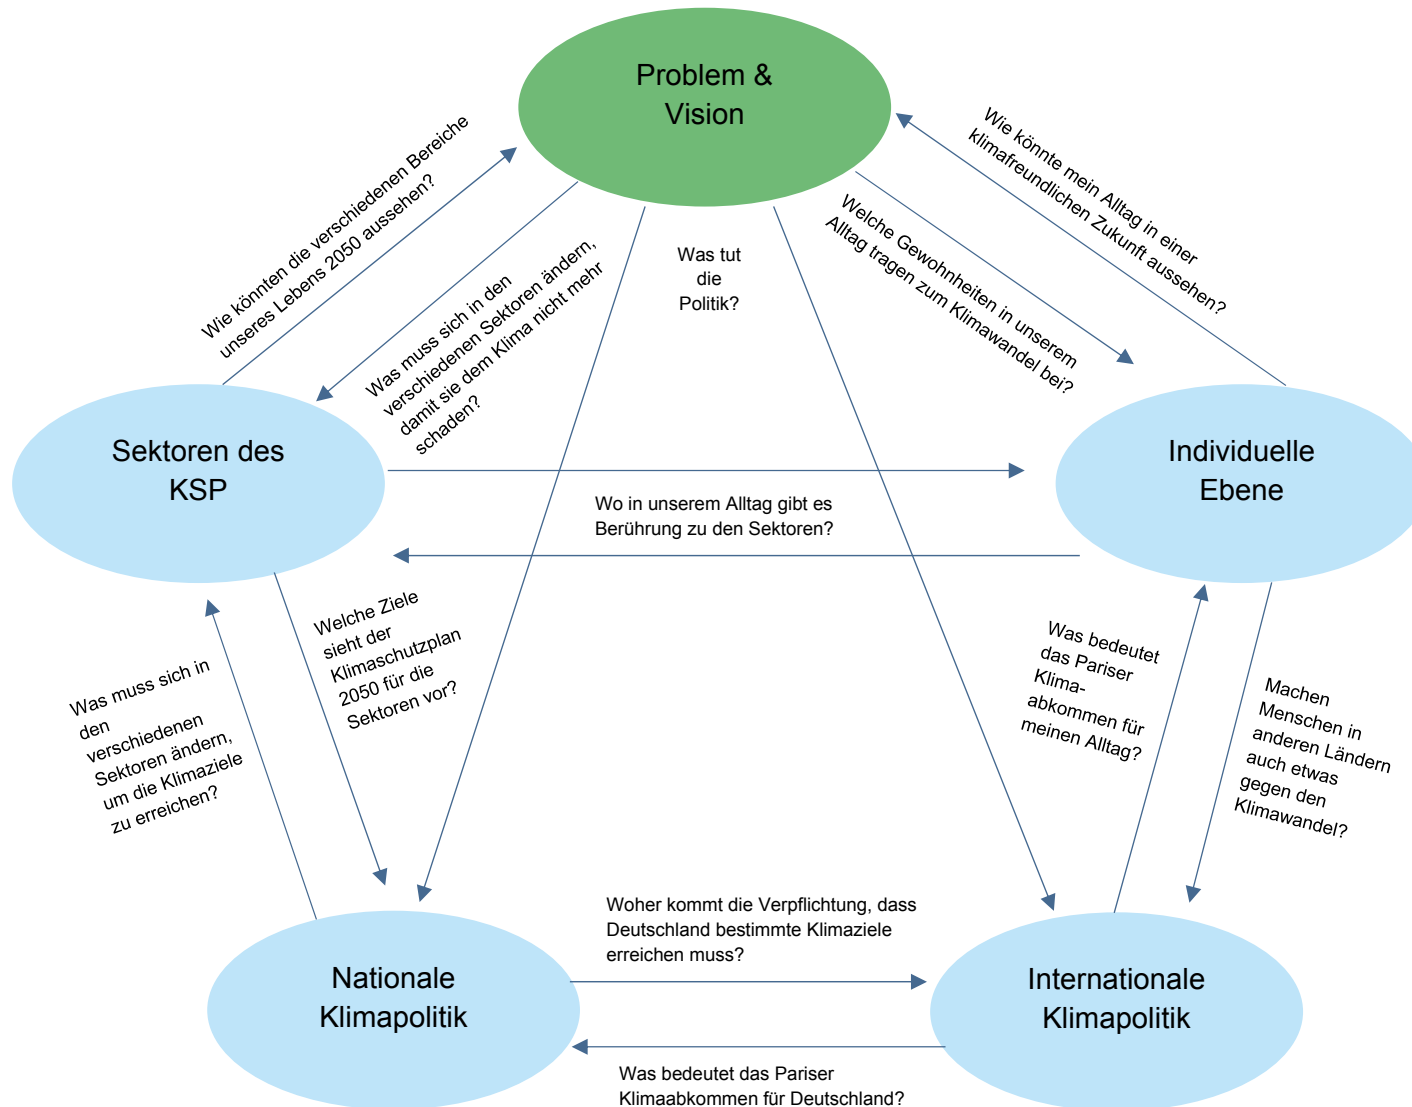 Problem &
Vision
Wie könnten die verschiedenen Bereiche
unseres Lebens 2050 aussehen?
Was muss sich in den
verschiedenen Sektoren ändern,
damit sie dem Klima nicht mehr
schaden?
Was tut
die
Politik?
Welche Gewohnheiten in unserem
Alltag tragen zum Klimawandel bei?
Wie könnte mein Alltag in einer
klimafreundlichen Zukunft aussehen?
Sektoren des
KSP
Individuelle
Ebene
Wo in unserem Alltag gibt es
Berührung zu den Sektoren?
Was muss sich in
den
verschiedenen
Sektoren ändern,
um die Klimaziele
zu erreichen?
Welche Ziele
sieht der
Klimaschutzplan
2050 für die
Sektoren vor?
Was bedeutet
das Pariser
Klima-
abkommen für
meinen Alltag?
Machen
Menschen in
anderen Ländern
auch etwas
gegen den
Klimawandel?
Woher kommt die Verpflichtung, dass
Deutschland bestimmte Klimaziele
erreichen muss?
Nationale
Klimapolitik
Internationale
Klimapolitik
Was bedeutet das Pariser
Klimaabkommen für Deutschland?